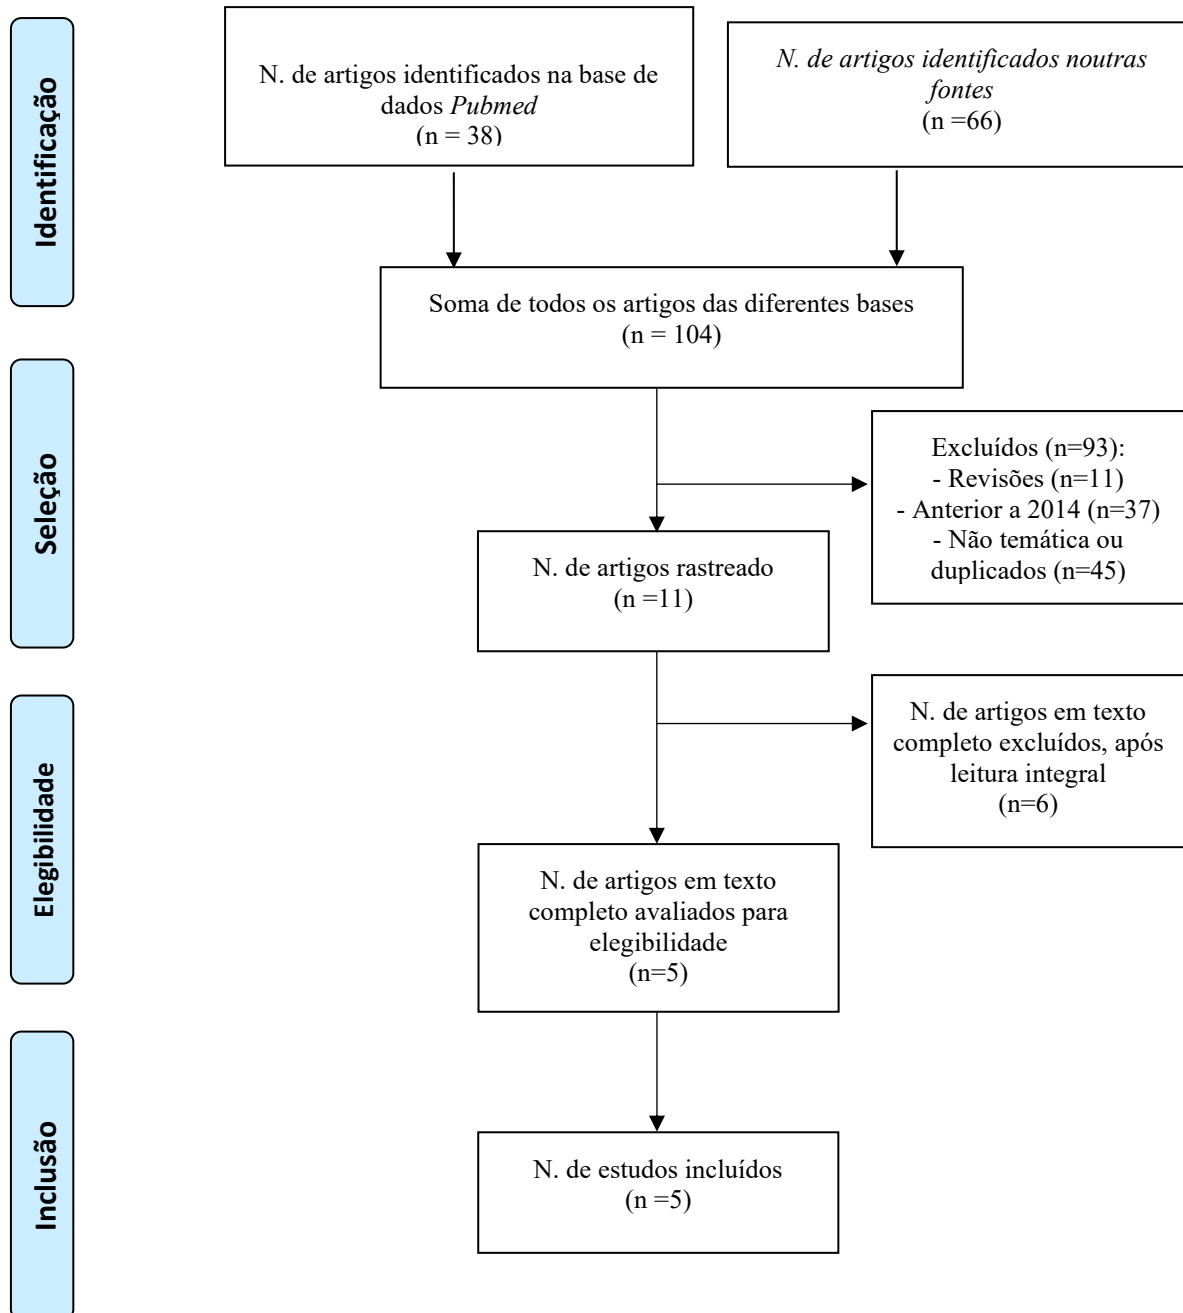 Identificação
N. de artigos identificados na base de
dados Pubmed
(n = 38)
N. de artigos identificados noutras
fontes
(n =66)
Soma de todos os artigos das diferentes bases
(n = 104)
Seleção
Excluídos (n=93):
- Revisões (n=11)
- Anterior a 2014 (n=37)
- Não temática ou
duplicados (n=45)
N. de artigos rastreado
(n =11)
Elegibilidade
N. de artigos em texto
completo excluídos, após
leitura integral
(n=6)
N. de artigos em texto
completo avaliados para
elegibilidade
(n=5)
Inclusão
N. de estudos incluídos
(n =5)